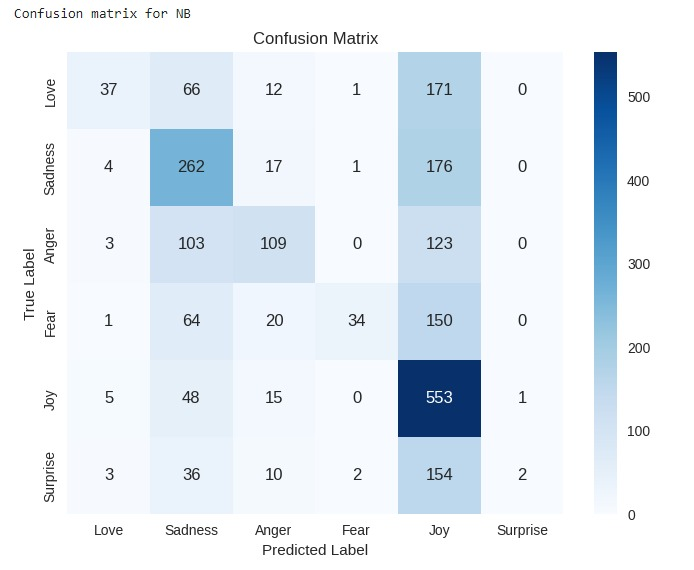 Confusion matrix for NB
Confusion Matrix
Love 37 66 12 1 171 0
Sadness 4 262 17 1 176 0
Anger 3 103 109 0 123 0
Fear 1 64 20 34 150 0
Joy 5 48 15 0 553 1
Surprise 3 36 10 2 154 2
True Label
Love Sadness Anger Fear Joy Surprise
Predicted Label
500
400
300
200
100
0